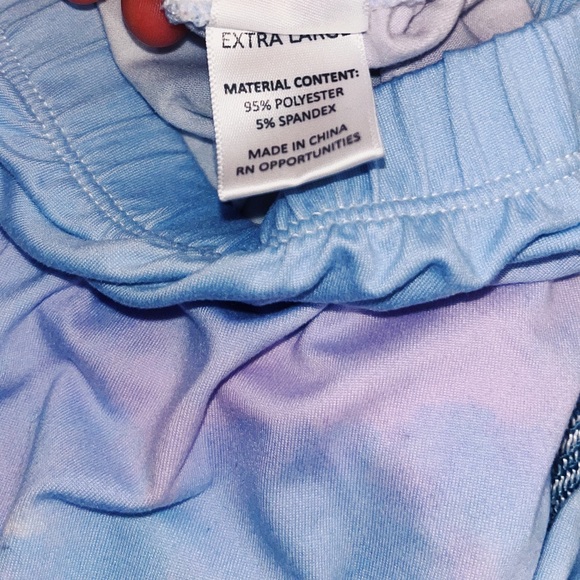 EXTRA LARGE
MATERIAL CONTENT:
95% POLYESTER
5% SPANDEX
MADE IN CHINA
RN OPPORTUNITIES